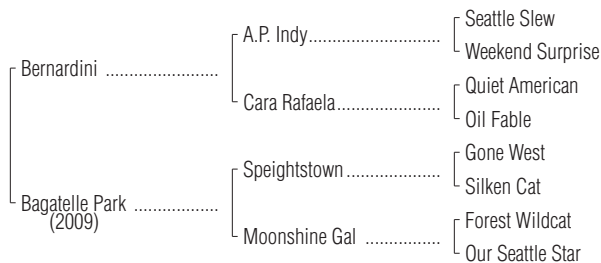 Seattle Slew
A.P. Indy........................................
Weekend Surprise
Bernardini ..................................
Quiet American
Cara Rafaela................................
Oil Fable
Gone West
Speightstown.............................
Silken Cat
Bagatelle Park .........................
(2009)
Forest Wildcat
Moonshine Gal .......................
Our Seattle Star